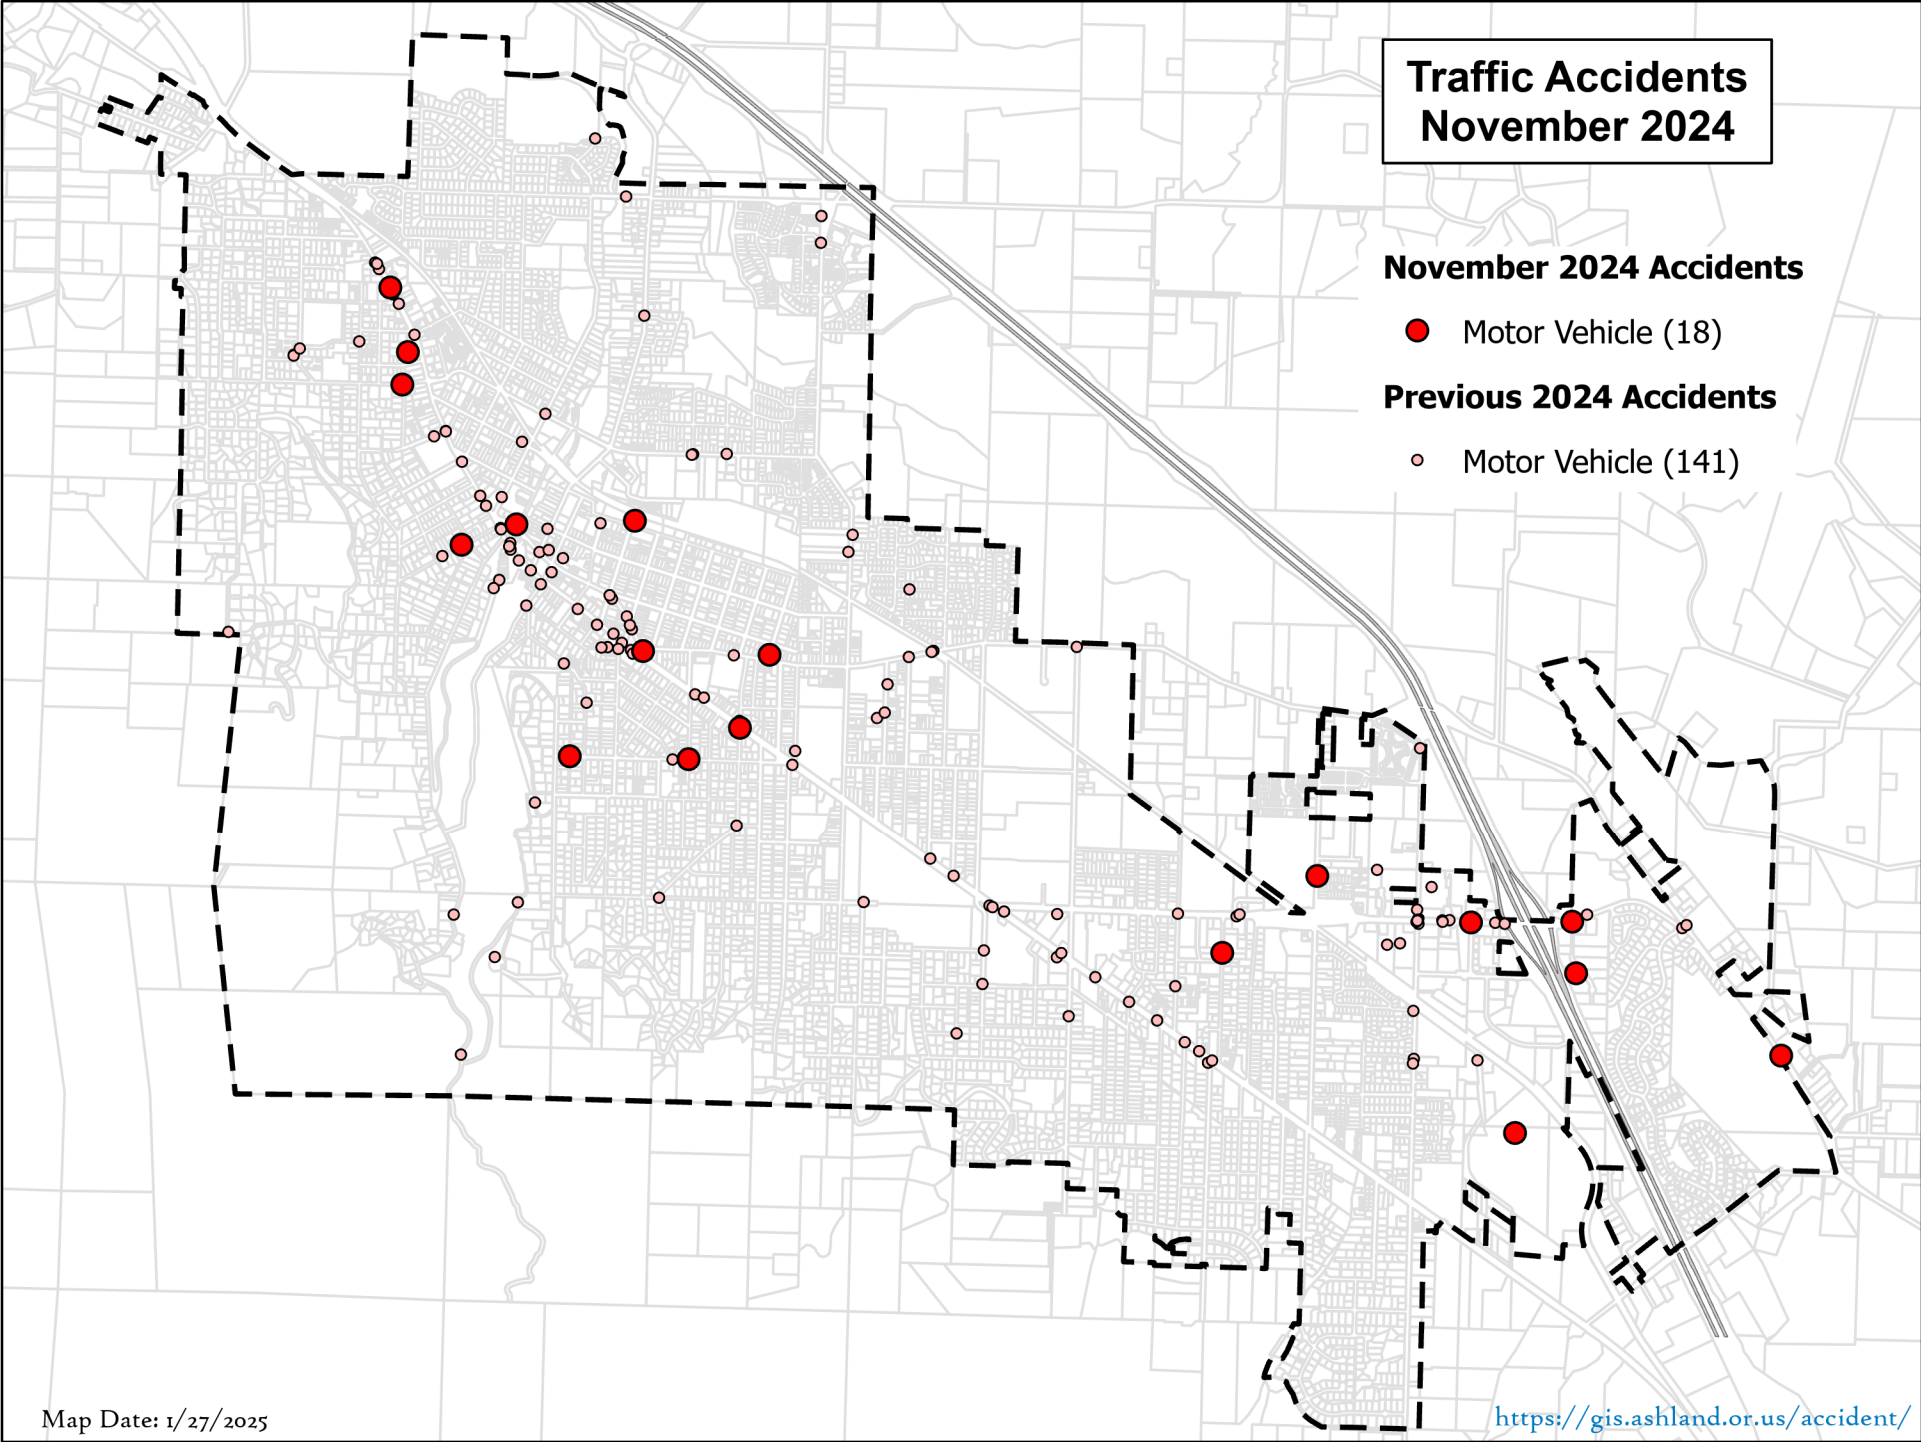 Traffic Accidents
November 2024
November 2024 Accidents
Motor Vehicle (18)
Previous 2024 Accidents
Motor Vehicle (141)
Map Date: 1/27/2025
https://gis.ashland.or.us/accident/